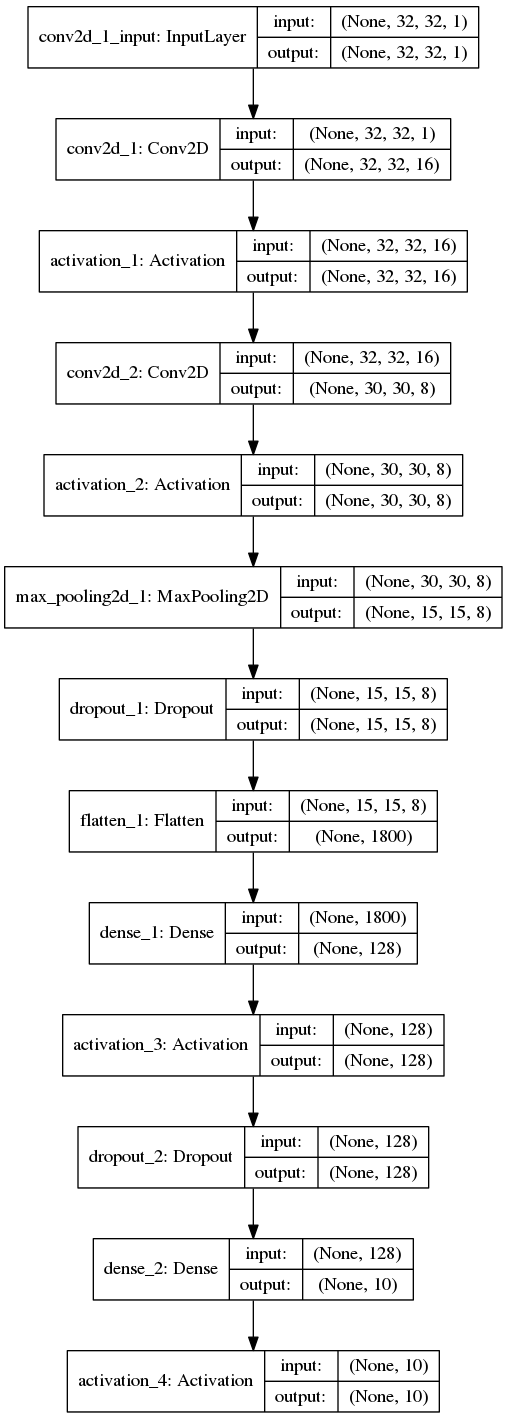 conv2d_1_input: InputLayer
input: (None, 32, 32, 1)
output: (None, 32, 32, 1)
conv2d_1: Conv2D
input: (None, 32, 32, 1)
output: (None, 32, 32, 16)
activation_1: Activation
input: (None, 32, 32, 16)
output: (None, 32, 32, 16)
conv2d_2: Conv2D
input: (None, 32, 32, 16)
output: (None, 30, 30, 8)
activation_2: Activation
input: (None, 30, 30, 8)
output: (None, 30, 30, 8)
max_pooling2d_1: MaxPooling2D
input: (None, 30, 30, 8)
output: (None, 15, 15, 8)
dropout_1: Dropout
input: (None, 15, 15, 8)
output: (None, 15, 15, 8)
flatten_1: Flatten
input: (None, 15, 15, 8)
output: (None, 1800)
dense_1: Dense
input: (None, 1800)
output: (None, 128)
activation_3: Activation
input: (None, 128)
output: (None, 128)
dropout_2: Dropout
input: (None, 128)
output: (None, 128)
dense_2: Dense
input: (None, 128)
output: (None, 10)
activation_4: Activation
input: (None, 10)
output: (None, 10)